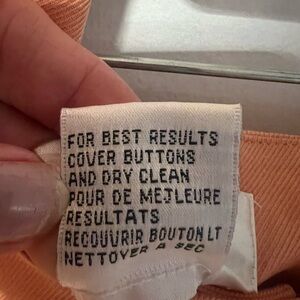 FOR BEST RESULTS
COVER BUTTONS
AND DRY CLEAN
POUR DE MEJLEURE
RESULTATS
RECOUVRIR BOUTON LT
NETTOYER A SEC